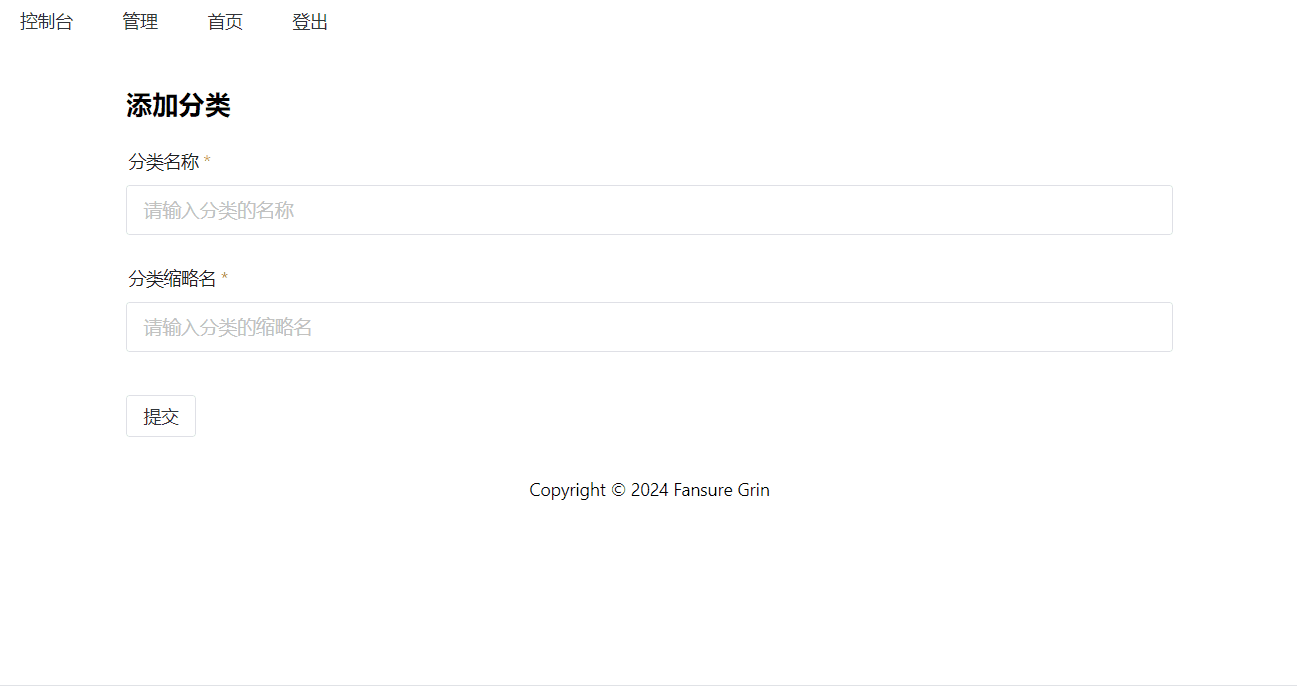 控制台 管理 首页 登出
添加分类
分类名称 *
请输入分类的名称
分类缩略名 *
请输入分类的缩略名
提交
Copyright © 2024 Fansure Grin